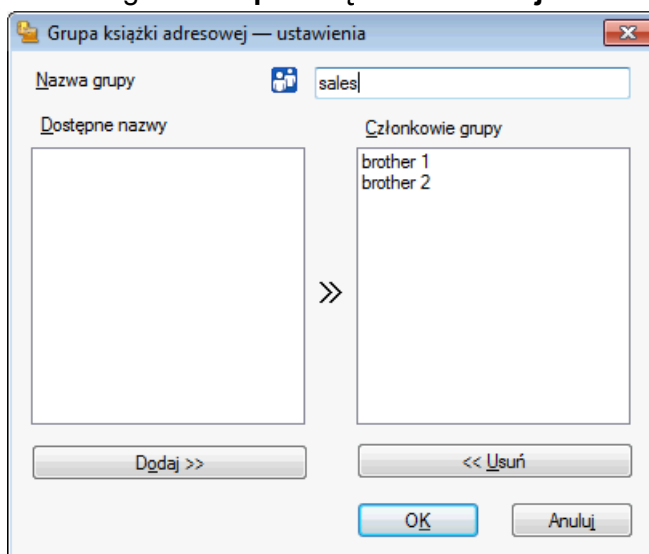 Grupa książki adresowej — ustawienia
Nazwa grupy
sales
Dostępne nazwy
Członkowie grupy
brother 1
brother 2
Dodaj >>
<< Usuń
OK
Anuluj